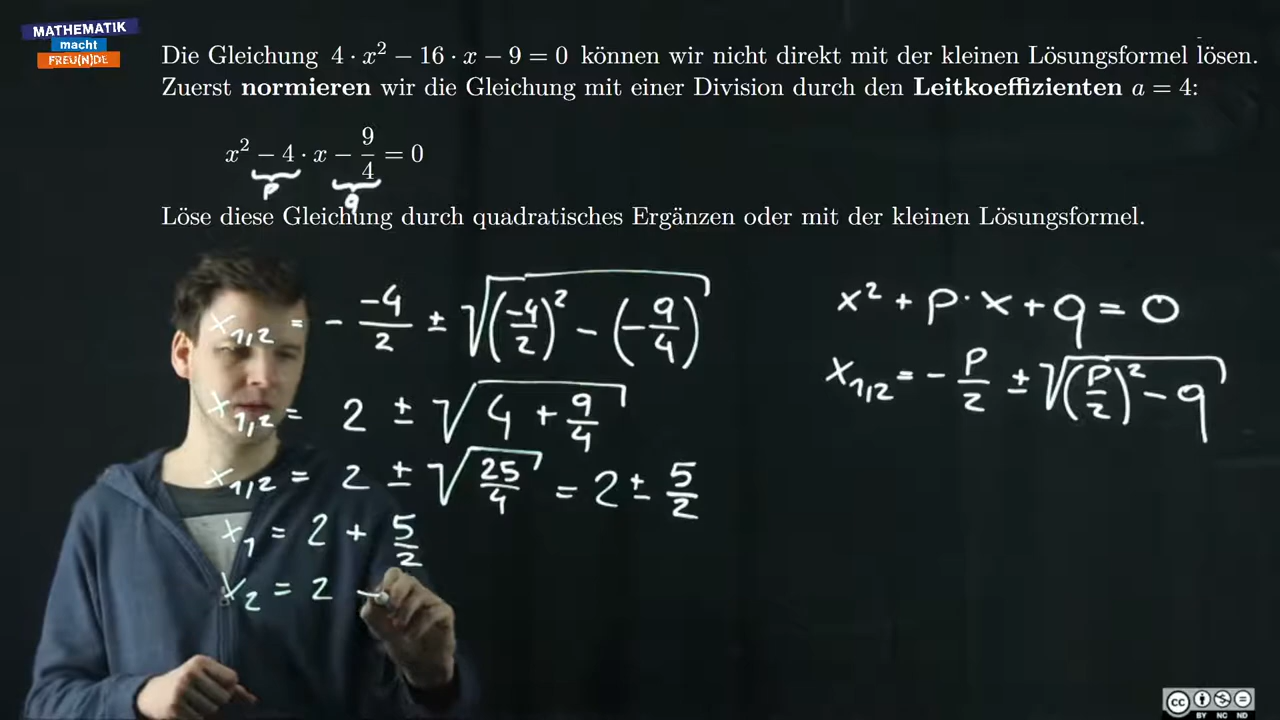 MATHEMATIK
macht
FREU(N)DE
Die Gleichung 4 · x² − 16 · x − 9 = 0 können wir nicht direkt mit der kleinen Lösungsformel lösen.
Zuerst normieren wir die Gleichung mit einer Division durch den Leitkoeffizienten a = 4:
x² − 4 · x − 9/4 = 0
p
q
Löse diese Gleichung durch quadratisches Ergänzen oder mit der kleinen Lösungsformel.
x₁,₂ = − −4/2 ± √((−4/2)² − (−9/4))
x₁,₂ = 2 ± √(4 + 9/4)
x₁,₂ = 2 ± √(25/4) = 2 ± 5/2
x₁ = 2 + 5/2
x₂ = 2 −
x² + p · x + q = 0
x₁,₂ = − p/2 ± √((p/2)² − q)
cc
BY NC ND